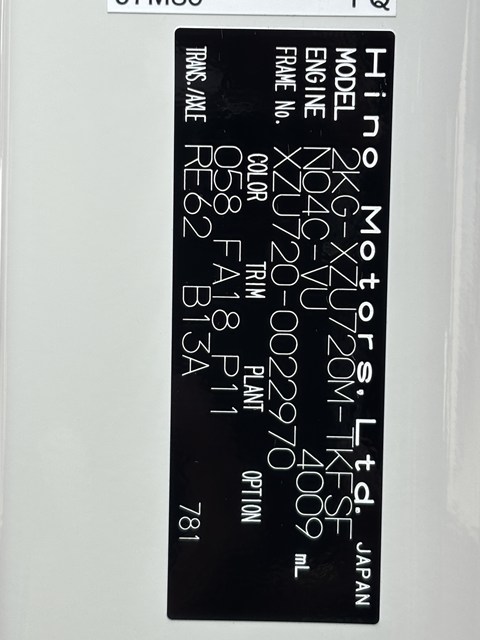 Hino Motors, Ltd. JAPAN
MODEL 2KG-XZU720M-TKFSF
ENGINE N04C-VU 4009 mL
FRAME No. XZU720-0022970
COLOR TRIM PLANT OPTION
058 FA18 P11
TRANS./AXLE RE62 B13A 781